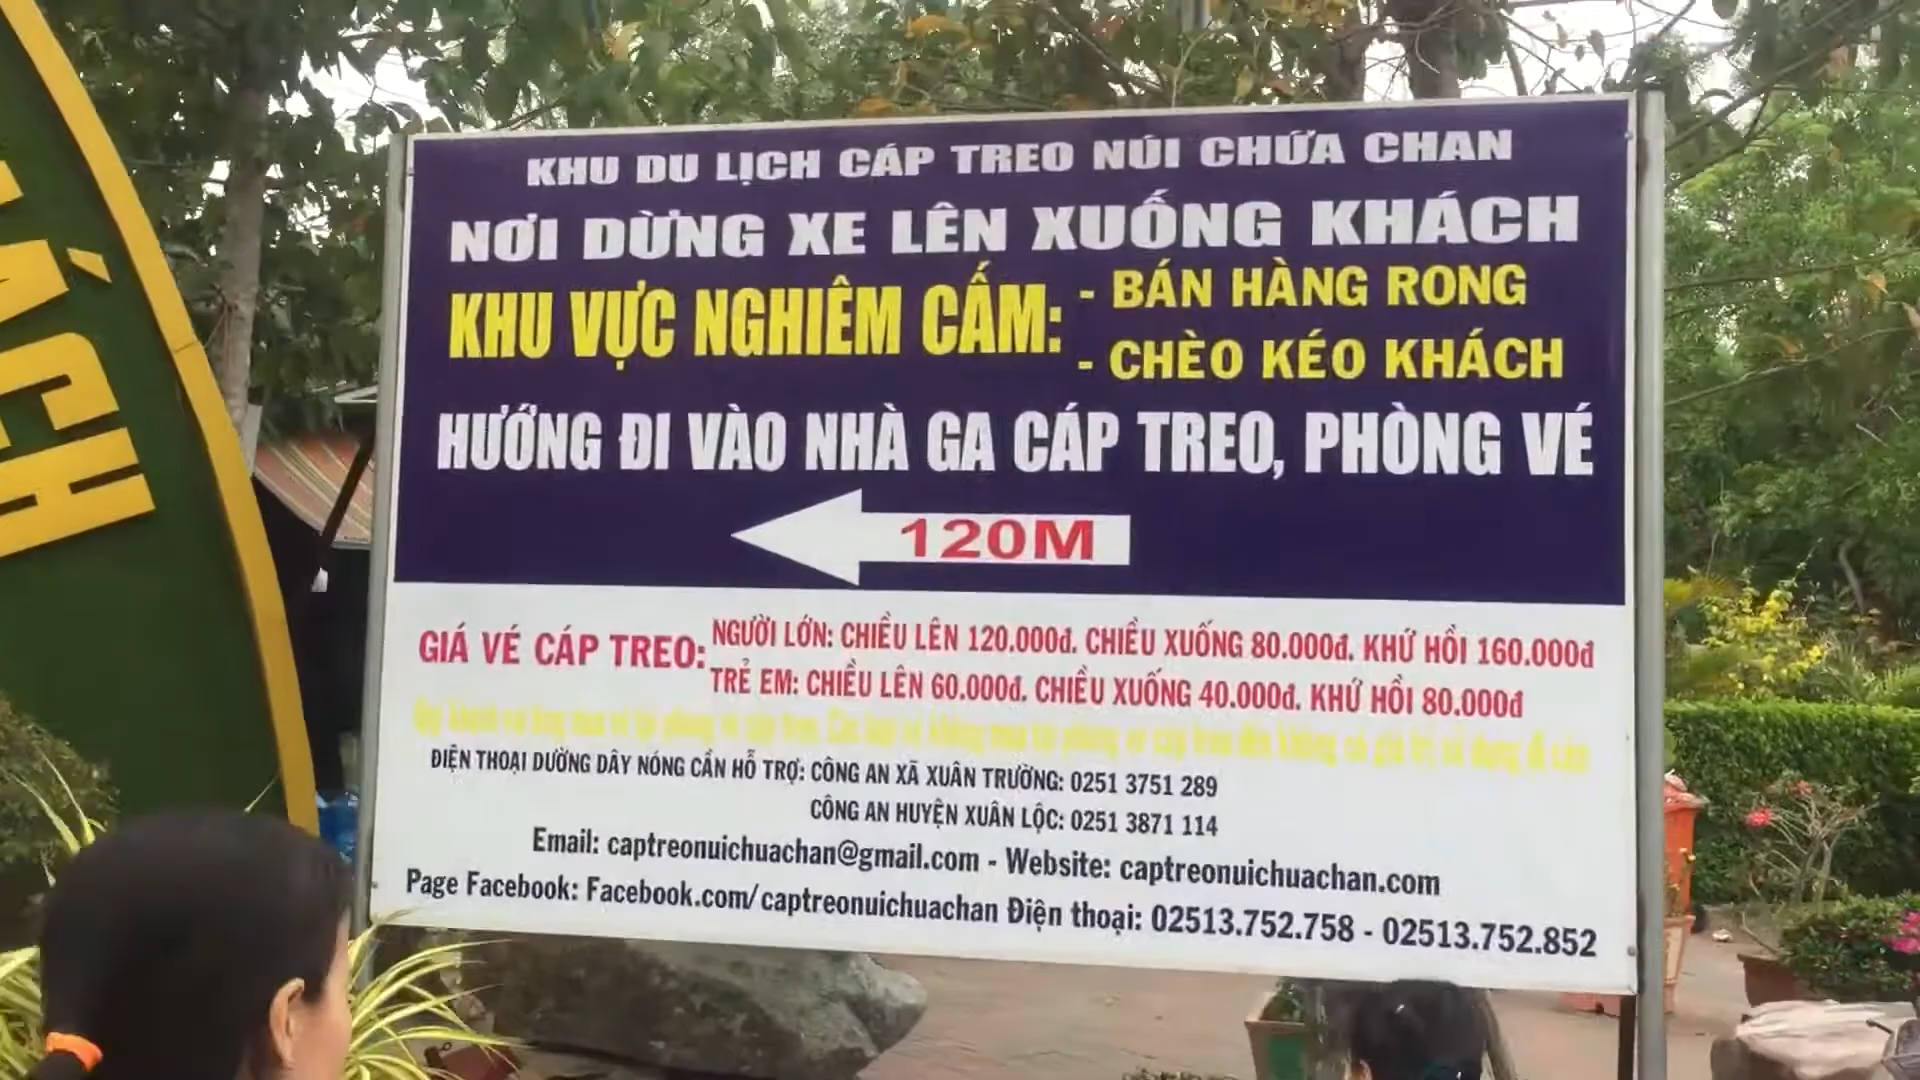 ÁCH
KHU DU LỊCH CÁP TREO NÚI CHỨA CHAN
NƠI DỪNG XE LÊN XUỐNG KHÁCH
KHU VỰC NGHIÊM CẤM: - BÁN HÀNG RONG
- CHÈO KÉO KHÁCH
HƯỚNG ĐI VÀO NHÀ GA CÁP TREO, PHÒNG VÉ
120M
GIÁ VÉ CÁP TREO: NGƯỜI LỚN: CHIỀU LÊN 120.000đ. CHIỀU XUỐNG 80.000đ. KHỨ HỒI 160.000đ
TRẺ EM: CHIỀU LÊN 60.000đ. CHIỀU XUỐNG 40.000đ. KHỨ HỒI 80.000đ
ĐIỆN THOẠI DƯỜNG DÂY NÓNG CẦN HỖ TRỢ: CÔNG AN XÃ XUÂN TRƯỜNG: 0251 3751 289
CÔNG AN HUYỆN XUÂN LỘC: 0251 3871 114
Email: captreonuichuachan@gmail.com - Website: captreonuichuachan.com
Page Facebook: Facebook.com/captreonuichuachan Điện thoại: 02513.752.758 - 02513.752.852